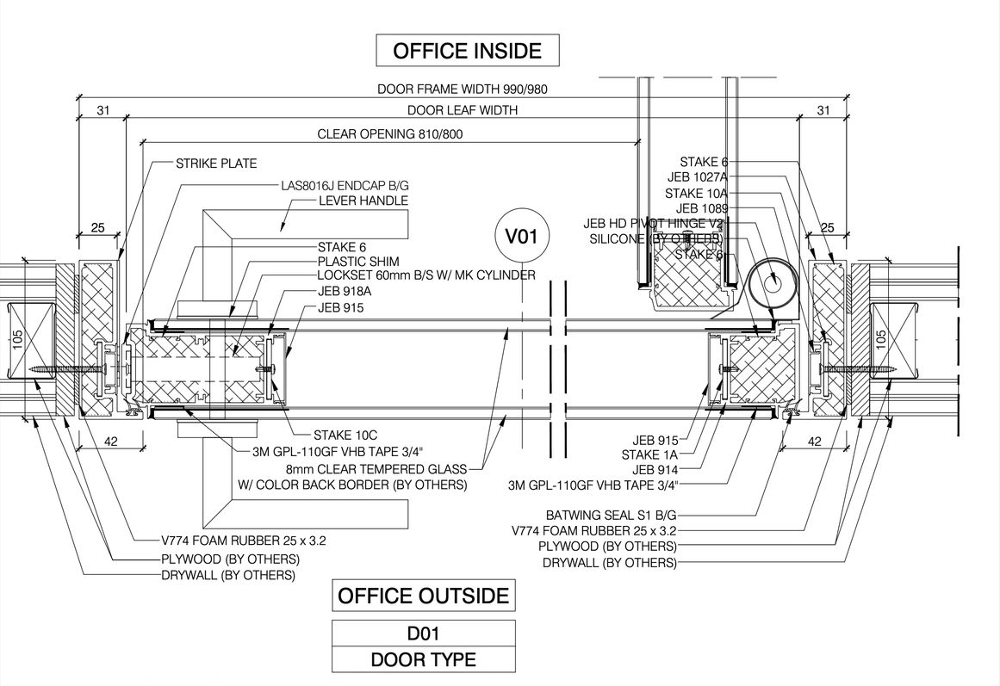 OFFICE INSIDE
DOOR FRAME WIDTH 990/980
31
DOOR LEAF WIDTH
31
CLEAR OPENING 810/800
STRIKE PLATE
LAS8016J ENDCAP B/G
LEVER HANDLE
25
STAKE 6
PLASTIC SHIM
LOCKSET 60mm B/S W/ MK CYLINDER
JEB 918A
JEB 915
V01
STAKE 6
JEB 1027A
STAKE 10A
JEB 1089
JEB HD PIVOT HINGE V2
SILICONE (BY OTHERS)
STAKE 6
25
105
105
42
STAKE 10C
3M GPL-110GF VHB TAPE 3/4"
8mm CLEAR TEMPERED GLASS
W/ COLOR BACK BORDER (BY OTHERS)
JEB 915
STAKE 1A
JEB 914
3M GPL-110GF VHB TAPE 3/4"
42
BATWING SEAL S1 B/G
V774 FOAM RUBBER 25 x 3.2
PLYWOOD (BY OTHERS)
DRYWALL (BY OTHERS)
V774 FOAM RUBBER 25 x 3.2
PLYWOOD (BY OTHERS)
DRYWALL (BY OTHERS)
OFFICE OUTSIDE
D01
DOOR TYPE